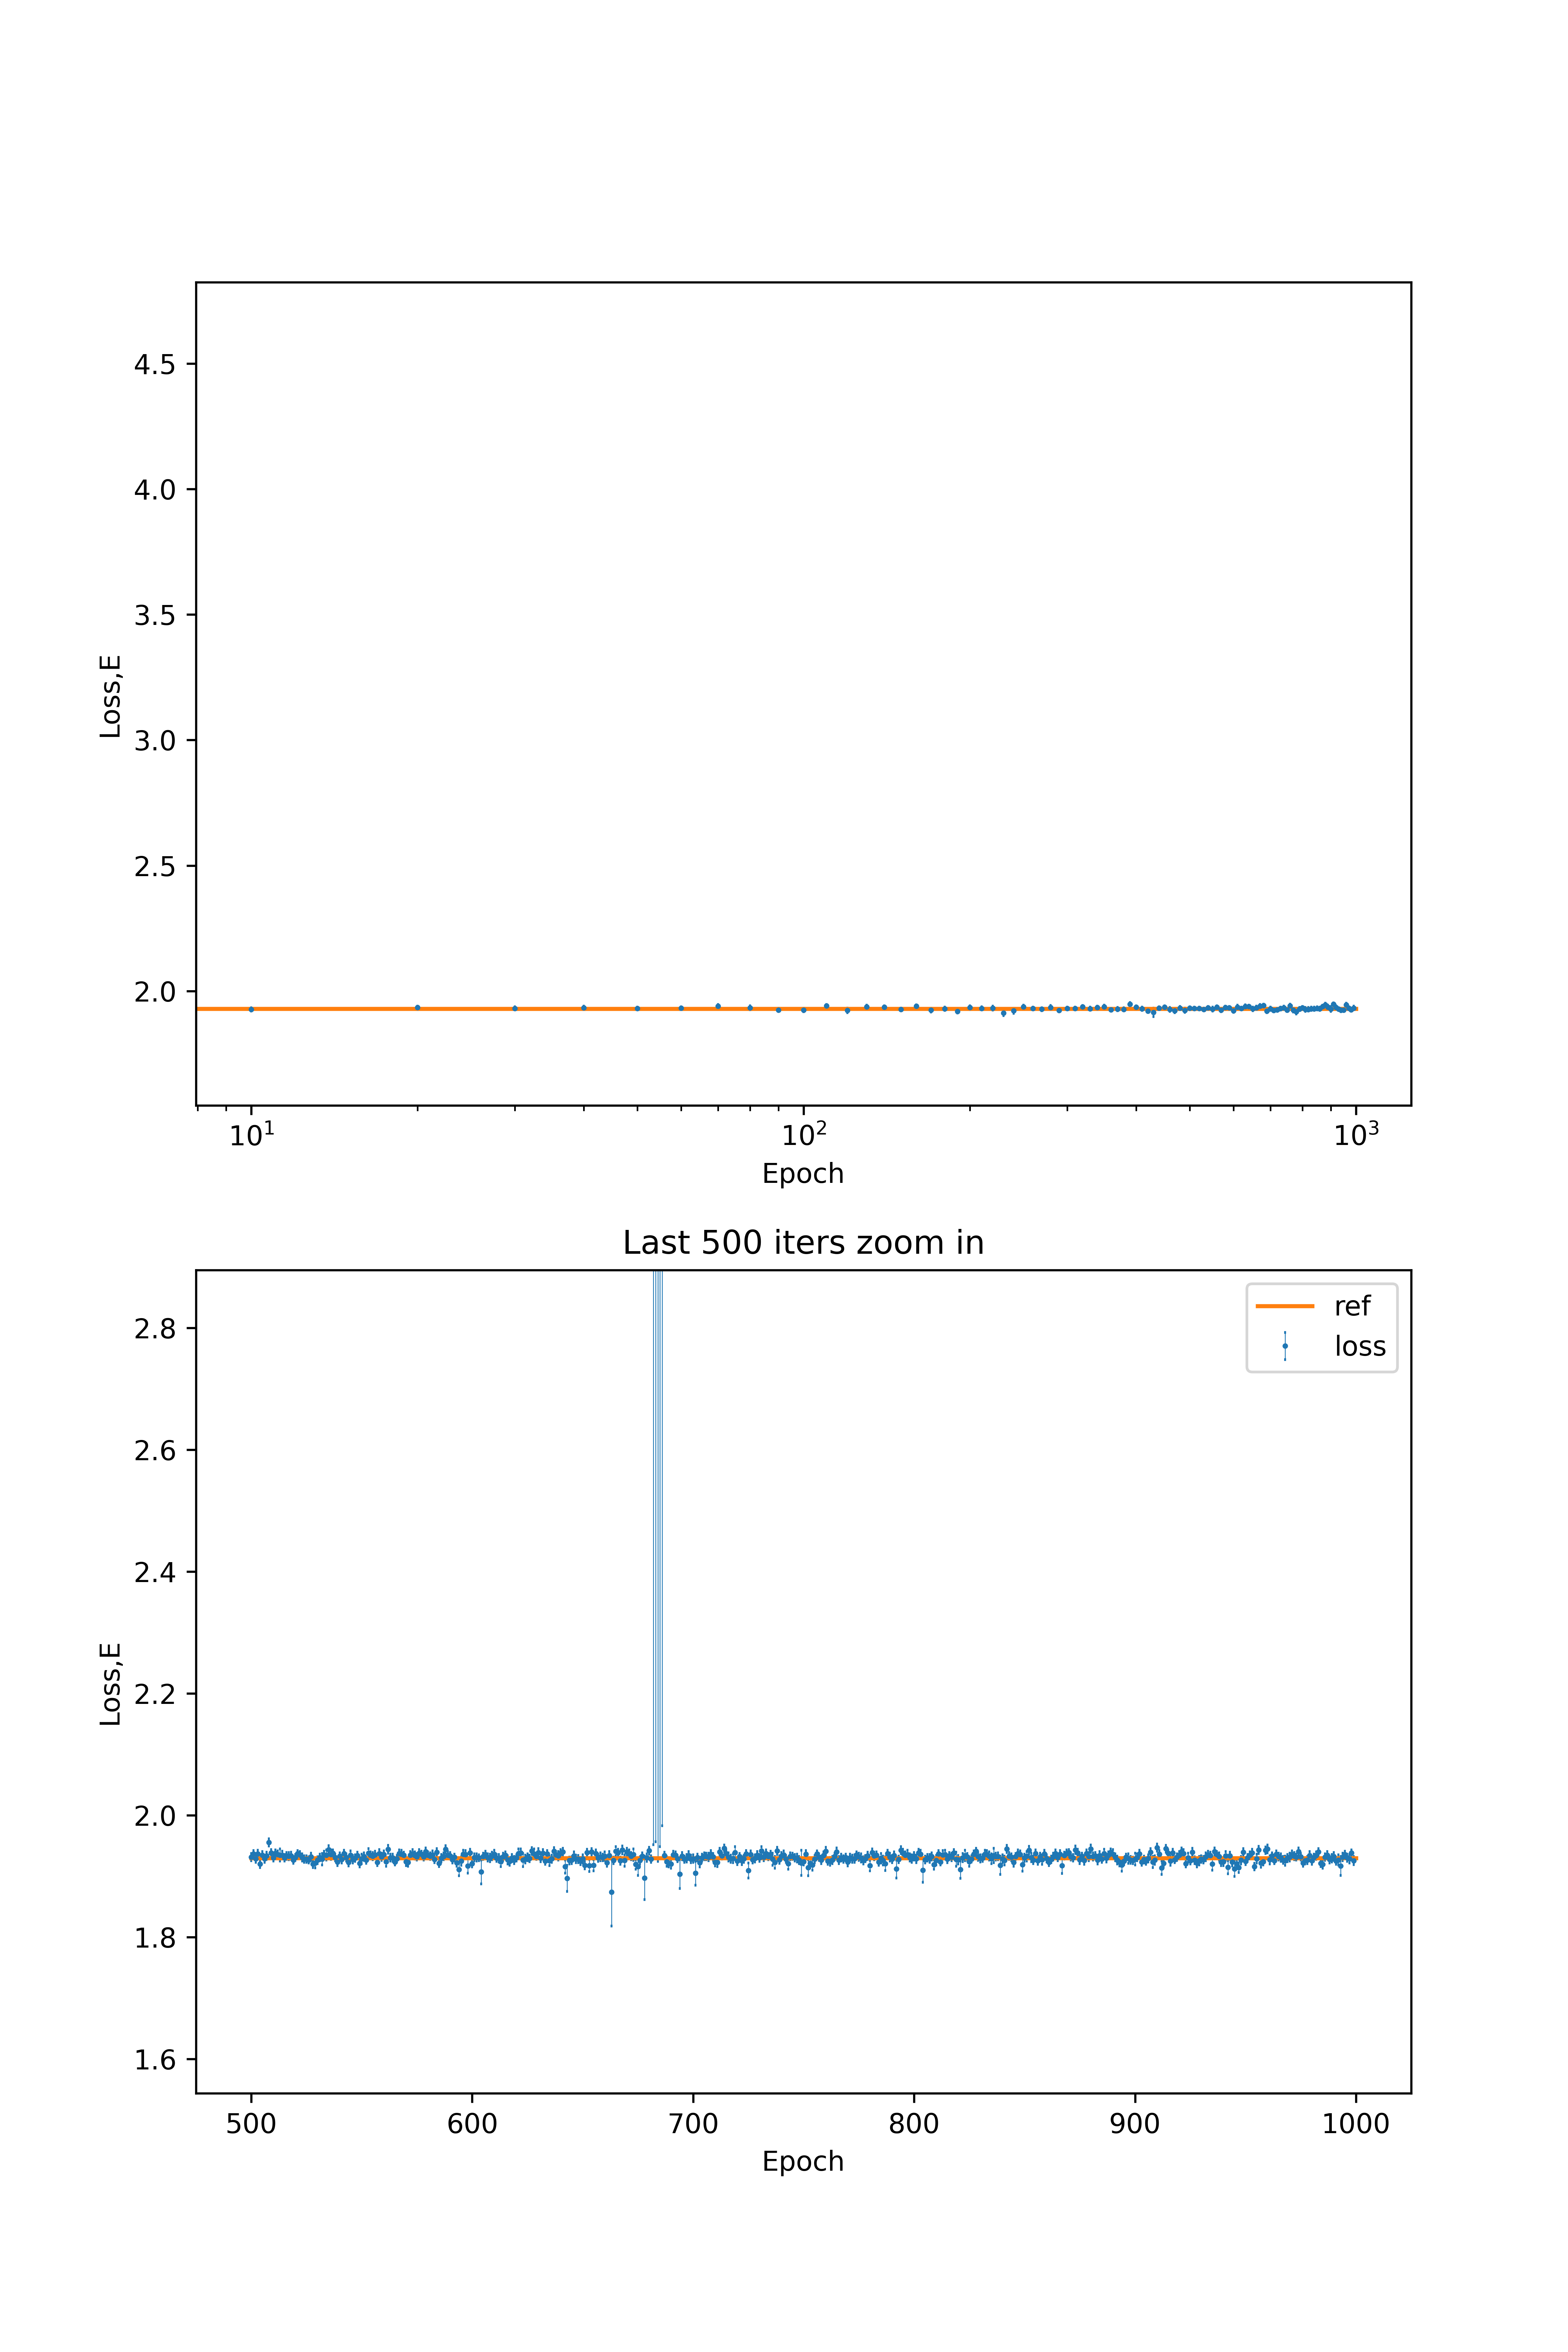 4.5
4.0
3.5
3.0
2.5
2.0
Loss,E
10¹ 10² 10³
Epoch
Last 500 iters zoom in
ref
loss
2.8
2.6
2.4
2.2
2.0
1.8
1.6
Loss,E
500 600 700 800 900 1000
Epoch